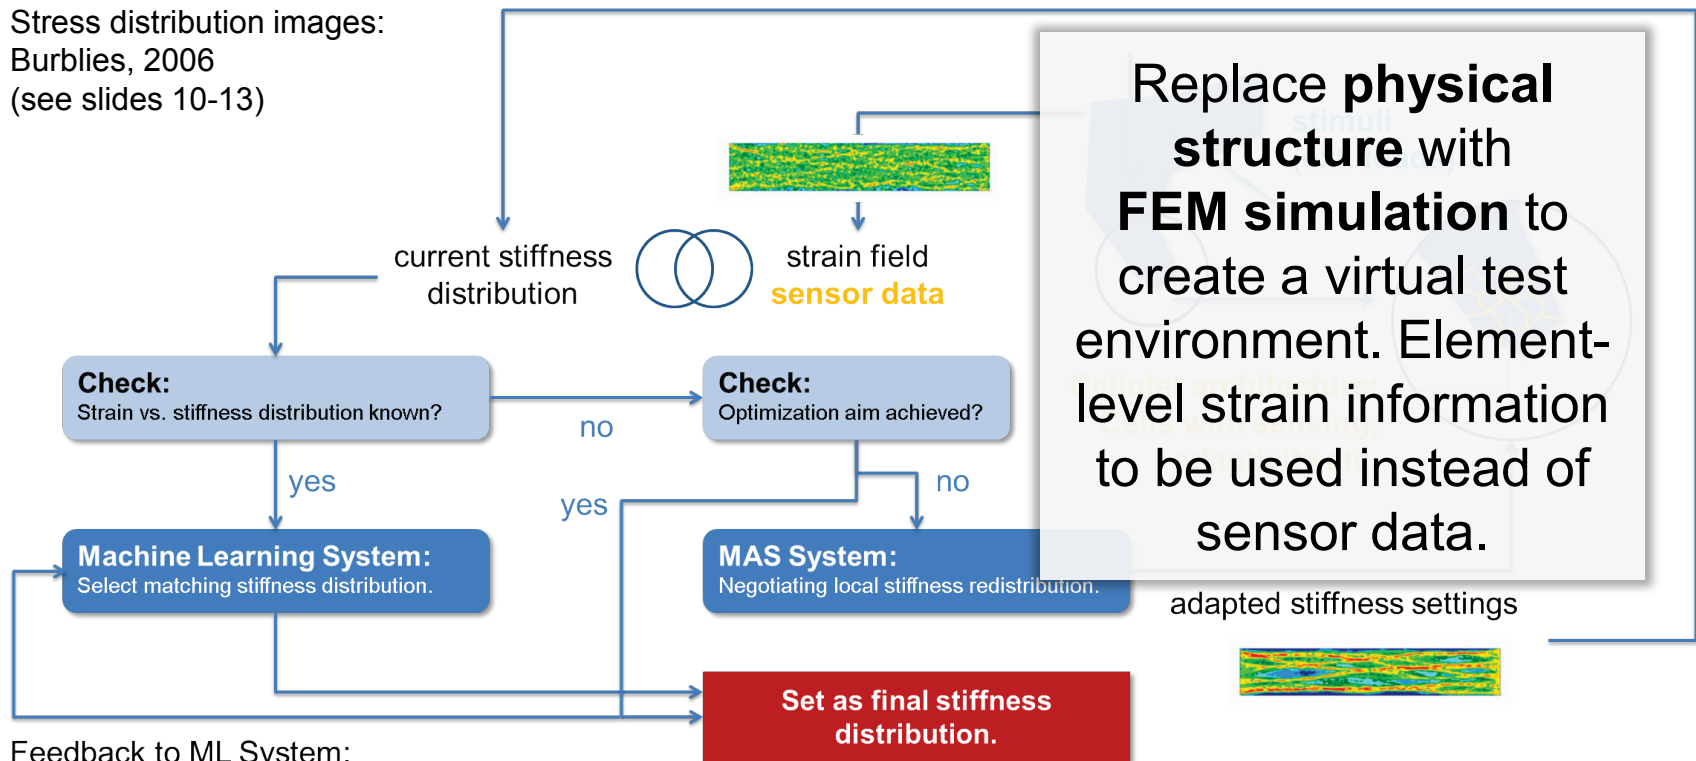 Stress distribution images:
Burblies, 2006
(see slides 10-13)
Replace physical
structure with
FEM simulation to
create a virtual test
environment. Element-
level strain information
to be used instead of
sensor data.
stimuli
current stiffness
distribution
strain field
sensor data
Check:
Strain vs. stiffness distribution known?
no
Check:
Optimization aim achieved?
yes
yes
no
Machine Learning System:
Select matching stiffness distribution.
MAS System:
Negotiating local stiffness redistribution.
adapted stiffness settings
Set as final stiffness
distribution.
Feedback to ML System: